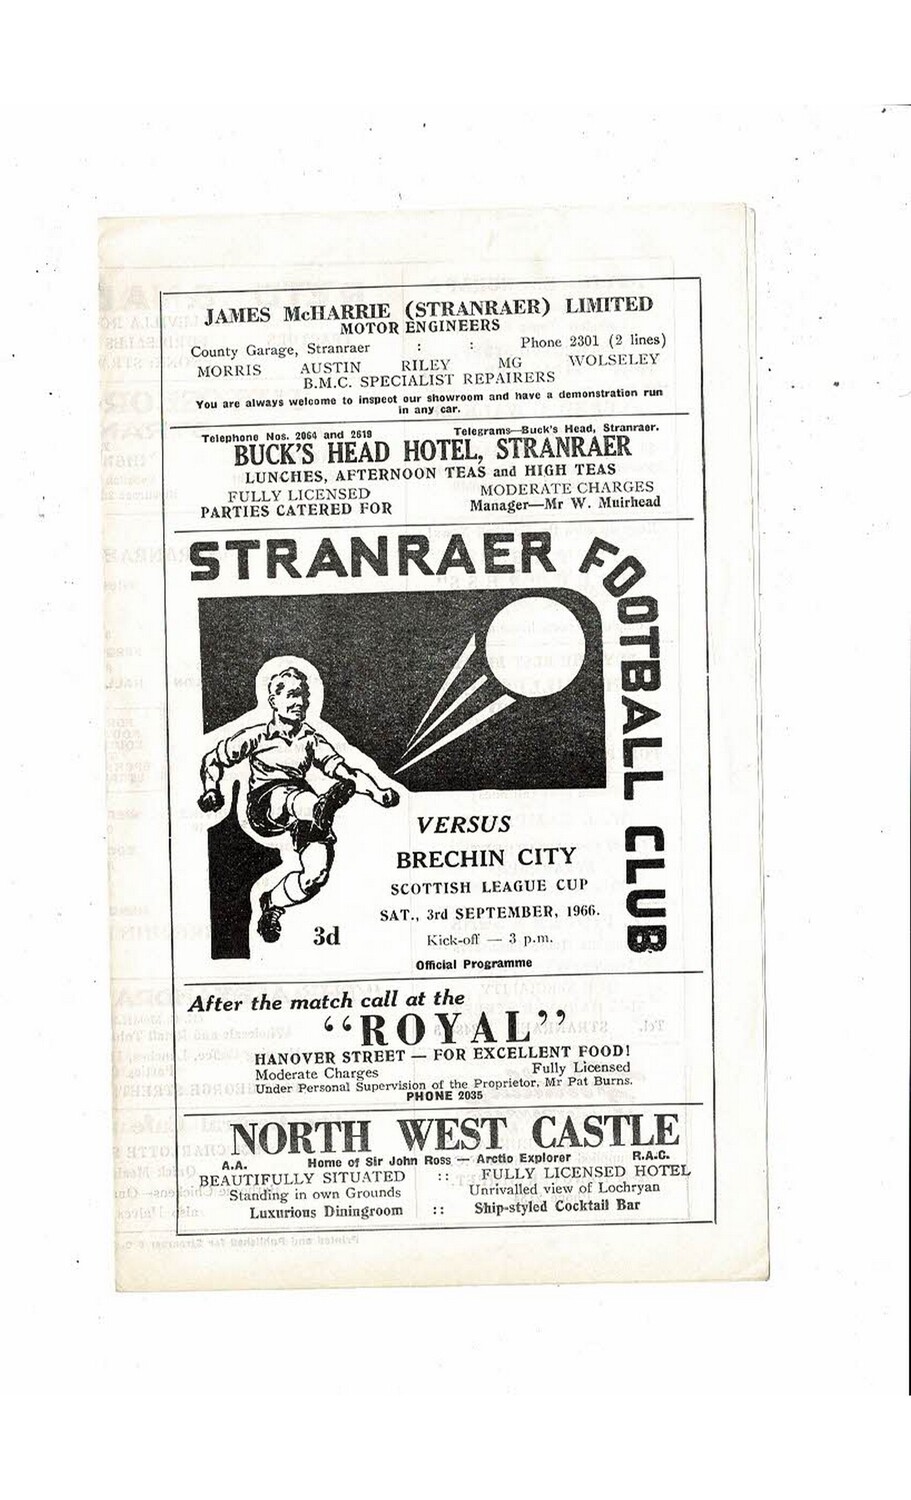 JAMES McHARRIE (STRANRAER) LIMITED
MOTOR ENGINEERS
County Garage, Stranraer : : Phone 2301 (2 lines)
MORRIS AUSTIN RILEY MG WOLSELEY
B.M.C. SPECIALIST REPAIRERS
You are always welcome to inspect our showroom and have a demonstration run
in any car.
Telephone Nos. 2064 and 2619 Telegrams—Buck's Head, Stranraer.
BUCK'S HEAD HOTEL, STRANRAER
LUNCHES, AFTERNOON TEAS and HIGH TEAS
FULLY LICENSED MODERATE CHARGES
PARTIES CATERED FOR Manager—Mr W. Muirhead
STRANRAER FOOTBALL CLUB
VERSUS
BRECHIN CITY
SCOTTISH LEAGUE CUP
SAT., 3rd SEPTEMBER, 1966.
3d Kick-off — 3 p.m.
Official Programme
After the match call at the
"ROYAL"
HANOVER STREET — FOR EXCELLENT FOOD!
Moderate Charges Fully Licensed
Under Personal Supervision of the Proprietor, Mr Pat Burns.
PHONE 2035
NORTH WEST CASTLE
A.A. Home of Sir John Ross — Arctic Explorer R.A.C.
BEAUTIFULLY SITUATED :: FULLY LICENSED HOTEL
Standing in own Grounds Unrivalled view of Lochryan
Luxurious Diningroom :: Ship-styled Cocktail Bar